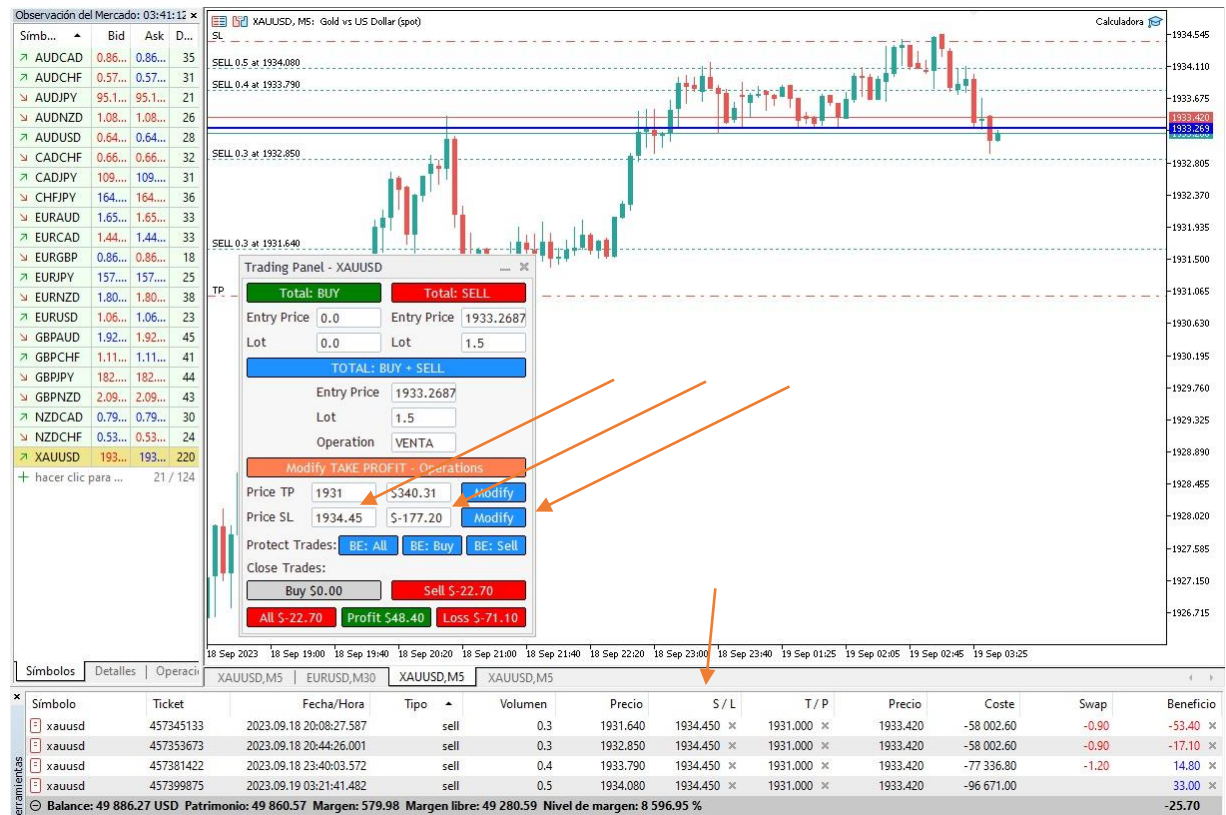 Observación del Mercado: 03:41:12
Símb... Bid Ask D...
AUDCAD 0.86... 0.86... 35
AUDCHF 0.57... 0.57... 31
AUDJPY 95.1... 95.1... 21
AUDNZD 1.08... 1.08... 26
AUDUSD 0.64... 0.64... 28
CADCHF 0.66... 0.66... 32
CADJPY 109.... 109.... 31
CHFJPY 164.... 164.... 36
EURAUD 1.65... 1.65... 33
EURCAD 1.44... 1.44... 33
EURGBP 0.86... 0.86... 18
EURJPY 157.... 157.... 25
EURNZD 1.80... 1.80... 38
EURUSD 1.06... 1.06... 23
GBPAUD 1.92... 1.92... 45
GBPCHF 1.11... 1.11... 41
GBPJPY 182.... 182.... 44
GBPNZD 2.09... 2.09... 43
NZDCAD 0.79... 0.79... 30
NZDCHF 0.53... 0.53... 24
XAUUSD 193... 193... 220
+ hacer clic para ... 21 / 124
Símbolos Detalles Operaci
XAUUSD, M5: Gold vs US Dollar (spot)
Calculadora
SL
SELL 0.5 at 1934.080
SELL 0.4 at 1933.790
SELL 0.3 at 1932.850
SELL 0.3 at 1931.640
TP
1934.545
1934.110
1933.675
1933.420
1933.269
1932.805
1932.370
1931.935
1931.500
1931.065
1930.630
1930.195
1929.760
1929.325
1928.890
1928.455
1928.020
1927.585
1927.150
1926.715
Trading Panel - XAUUSD
Total: BUY Total: SELL
Entry Price 0.0 Entry Price 1933.2687
Lot 0.0 Lot 1.5
TOTAL: BUY + SELL
Entry Price 1933.2687
Lot 1.5
Operation VENTA
Modify TAKE PROFIT - Operations
Price TP 1931 $340.31 Modify
Price SL 1934.45 $-177.20 Modify
Protect Trades: BE: All BE: Buy BE: Sell
Close Trades:
Buy $0.00 Sell $-22.70
All $-22.70 Profit $48.40 Loss $-71.10
18 Sep 2023 18 Sep 19:00 18 Sep 19:40 18 Sep 20:20 18 Sep 21:00 18 Sep 21:40 18 Sep 22:20 18 Sep 23:00 18 Sep 23:40 19 Sep 01:25 19 Sep 02:05 19 Sep 02:45 19 Sep 03:25
XAUUSD,M5 EURUSD,M30 XAUUSD,M5 XAUUSD,M5
Símbolo Ticket Fecha/Hora Tipo Volumen Precio S / L T / P Precio Coste Swap Beneficio
xauusd 457345133 2023.09.18 20:08:27.587 sell 0.3 1931.640 1934.450 1931.000 1933.420 -58 002.60 -0.90 -53.40
xauusd 457353673 2023.09.18 20:44:26.001 sell 0.3 1932.850 1934.450 1931.000 1933.420 -58 002.60 -0.90 -17.10
xauusd 457381422 2023.09.18 23:40:03.572 sell 0.4 1933.790 1934.450 1931.000 1933.420 -77 336.80 -1.20 14.80
xauusd 457399875 2023.09.19 03:21:41.482 sell 0.5 1934.080 1934.450 1931.000 1933.420 -96 671.00 33.00
Balance: 49 886.27 USD Patrimonio: 49 860.57 Margen: 579.98 Margen libre: 49 280.59 Nivel de margen: 8 596.95 % -25.70